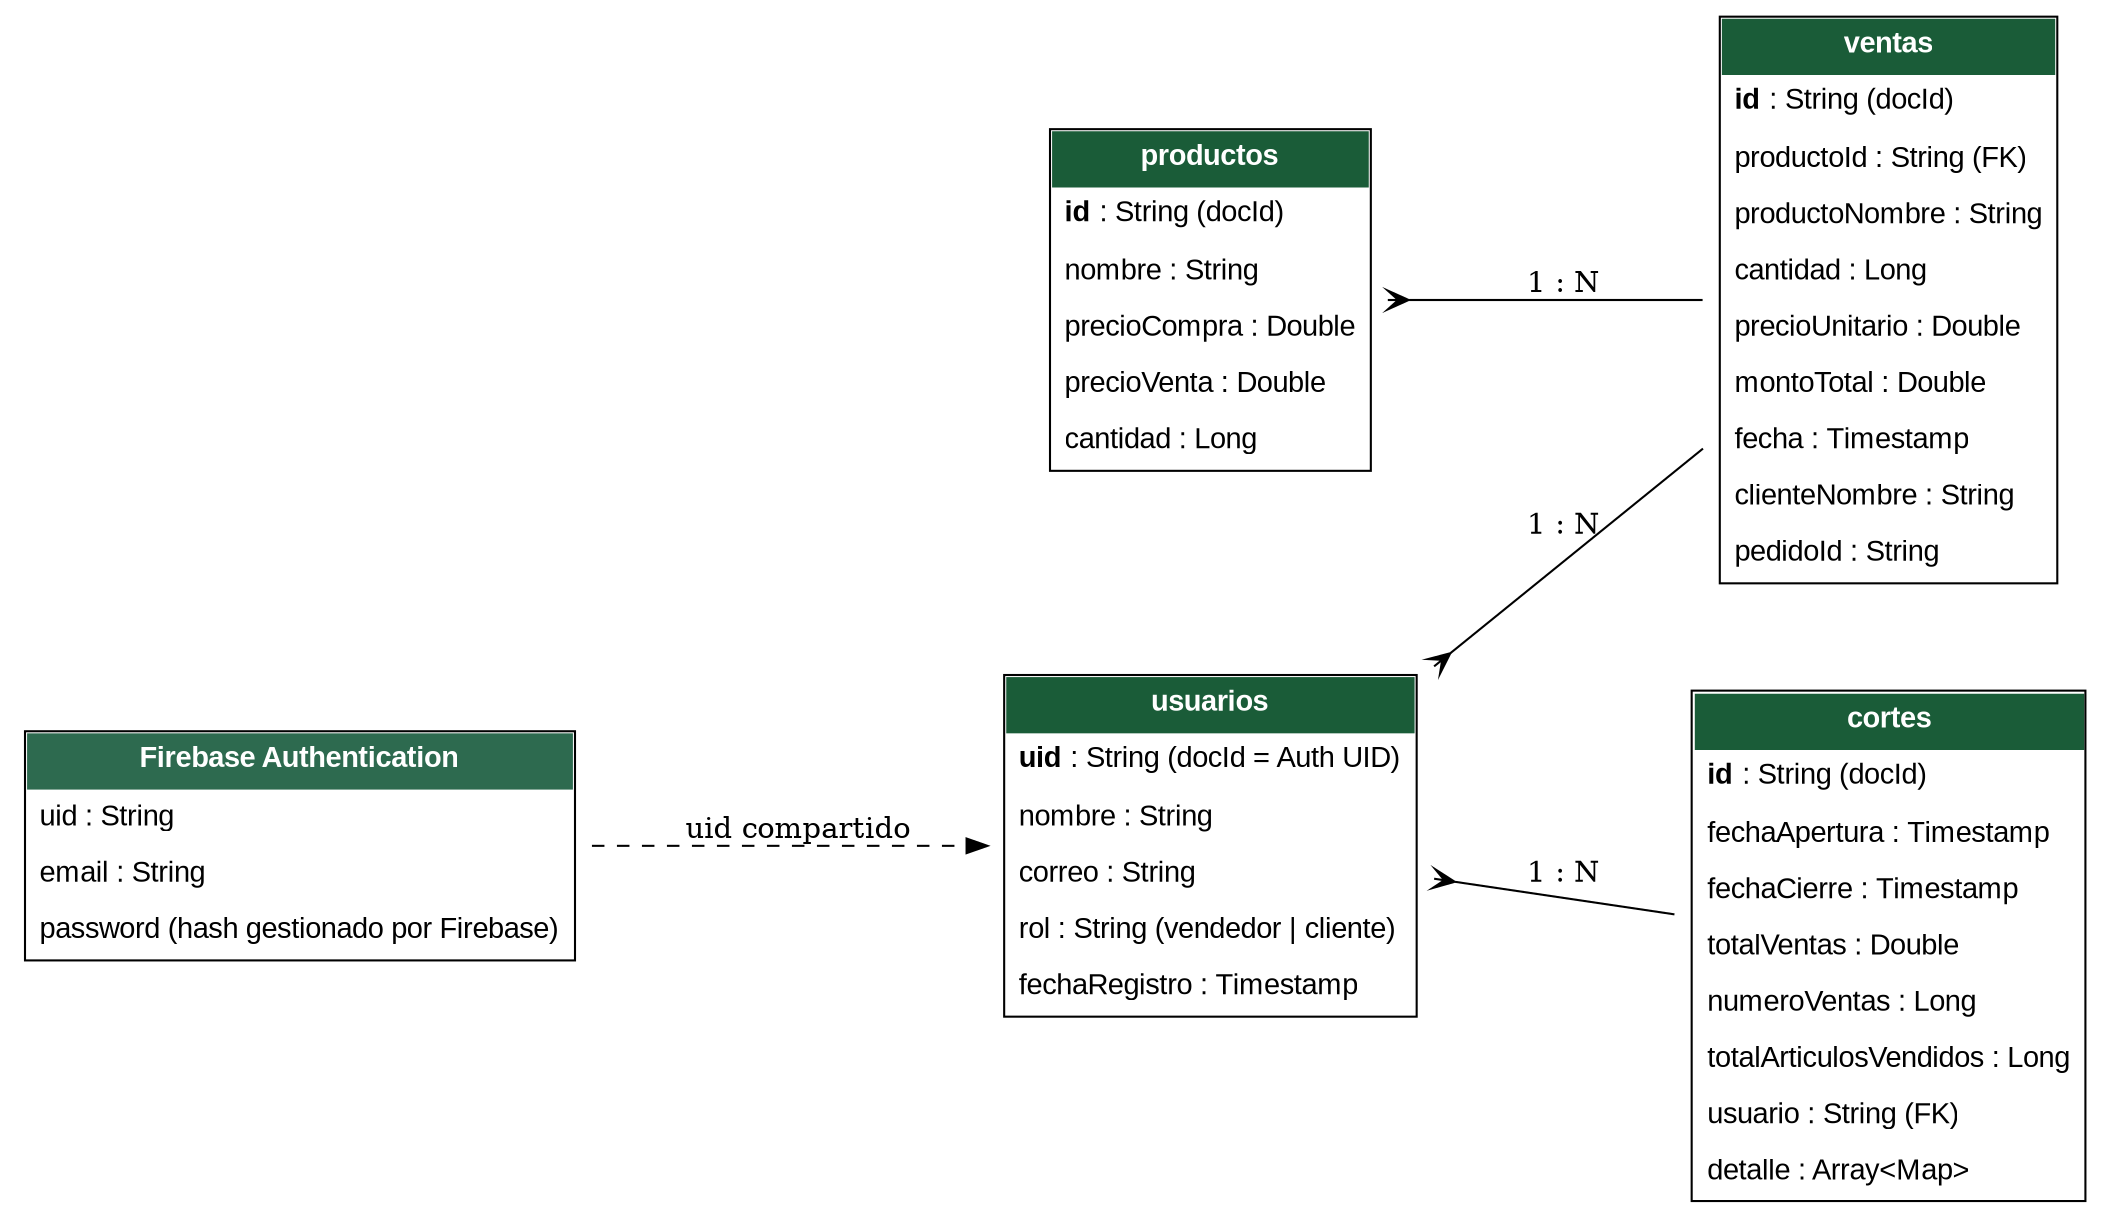 Firebase Authentication
uid : String
email : String
password (hash gestionado por Firebase)
uid compartido
productos
id : String (docId)
nombre : String
precioCompra : Double
precioVenta : Double
cantidad : Long
usuarios
uid : String (docId = Auth UID)
nombre : String
correo : String
rol : String (vendedor | cliente)
fechaRegistro : Timestamp
1 : N
1 : N
1 : N
ventas
id : String (docId)
productoId : String (FK)
productoNombre : String
cantidad : Long
precioUnitario : Double
montoTotal : Double
fecha : Timestamp
clienteNombre : String
pedidoId : String
cortes
id : String (docId)
fechaApertura : Timestamp
fechaCierre : Timestamp
totalVentas : Double
numeroVentas : Long
totalArticulosVendidos : Long
usuario : String (FK)
detalle : Array<Map>